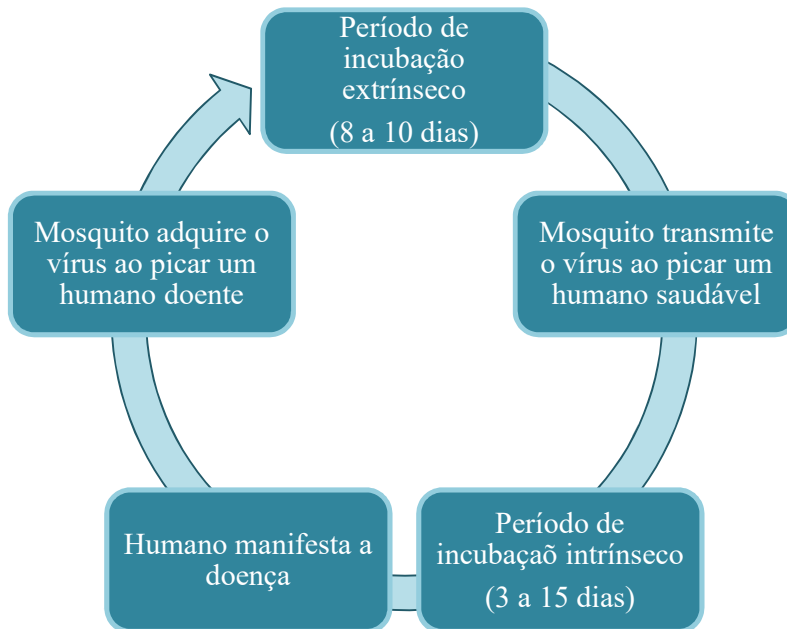 Período de
incubação
extrínseco
(8 a 10 dias)
Mosquito adquire o
vírus ao picar um
humano doente
Mosquito transmite
o vírus ao picar um
humano saudável
Humano manifesta a
doença
Período de
incubaçaõ intrínseco
(3 a 15 dias)